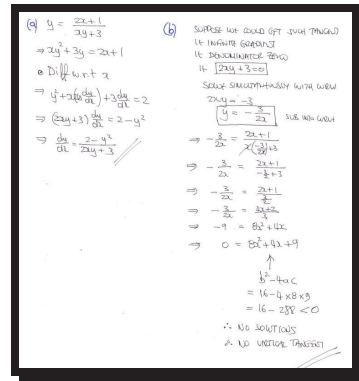 (a) y = 2x+1 / xy+3
⇒ xy²+3y = 2x+1
• Diff w.r.t x
⇒ y²+x(2y dy/dx)+3 dy/dx = 2
⇒ (2xy+3) dy/dx = 2-y²
⇒ dy/dx = 2-y² / 2xy+3
(b) SUPPOSE WE COULD GET SUCH TANGENT
IE INFINITE GRADIENT
IE DENOMINATOR ZERO
IE 2xy+3=0
SOLVE SIMULTANEOUSLY WITH CURVE
2xy = -3
y = -3/2x SUB INTO CURVE
⇒ -3/2x = 2x+1 / x(-3/2x)+3
⇒ -3/2x = 2x+1 / -3/2+3
⇒ -3/2x = 2x+1 / 3/2
⇒ -3/2x = 4x+2 / 3
⇒ -9 = 8x²+4x
⇒ 0 = 8x²+4x+9
↑
b²-4ac
= 16-4×8×9
= 16-288 <0
∴ NO SOLUTIONS
∴ NO VERTICAL TANGENT